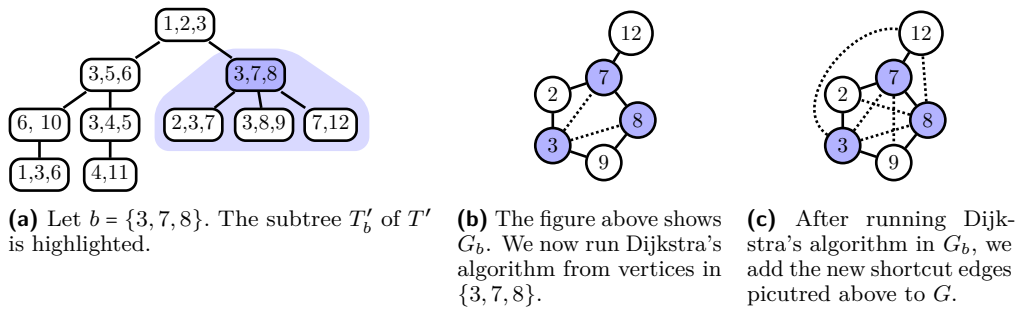 1,2,3
3,5,6
3,7,8
6, 10
3,4,5
2,3,7
3,8,9
7,12
1,3,6
4,11
12
7
2
8
3
9
12
7
2
8
3
9
(a) Let b = {3, 7, 8}. The subtree T′b of T′
is highlighted.
(b) The figure above shows
Gb. We now run Dijkstra's
algorithm from vertices in
{3, 7, 8}.
(c) After running Dijk-
stra's algorithm in Gb, we
add the new shortcut edges
picutred above to G.